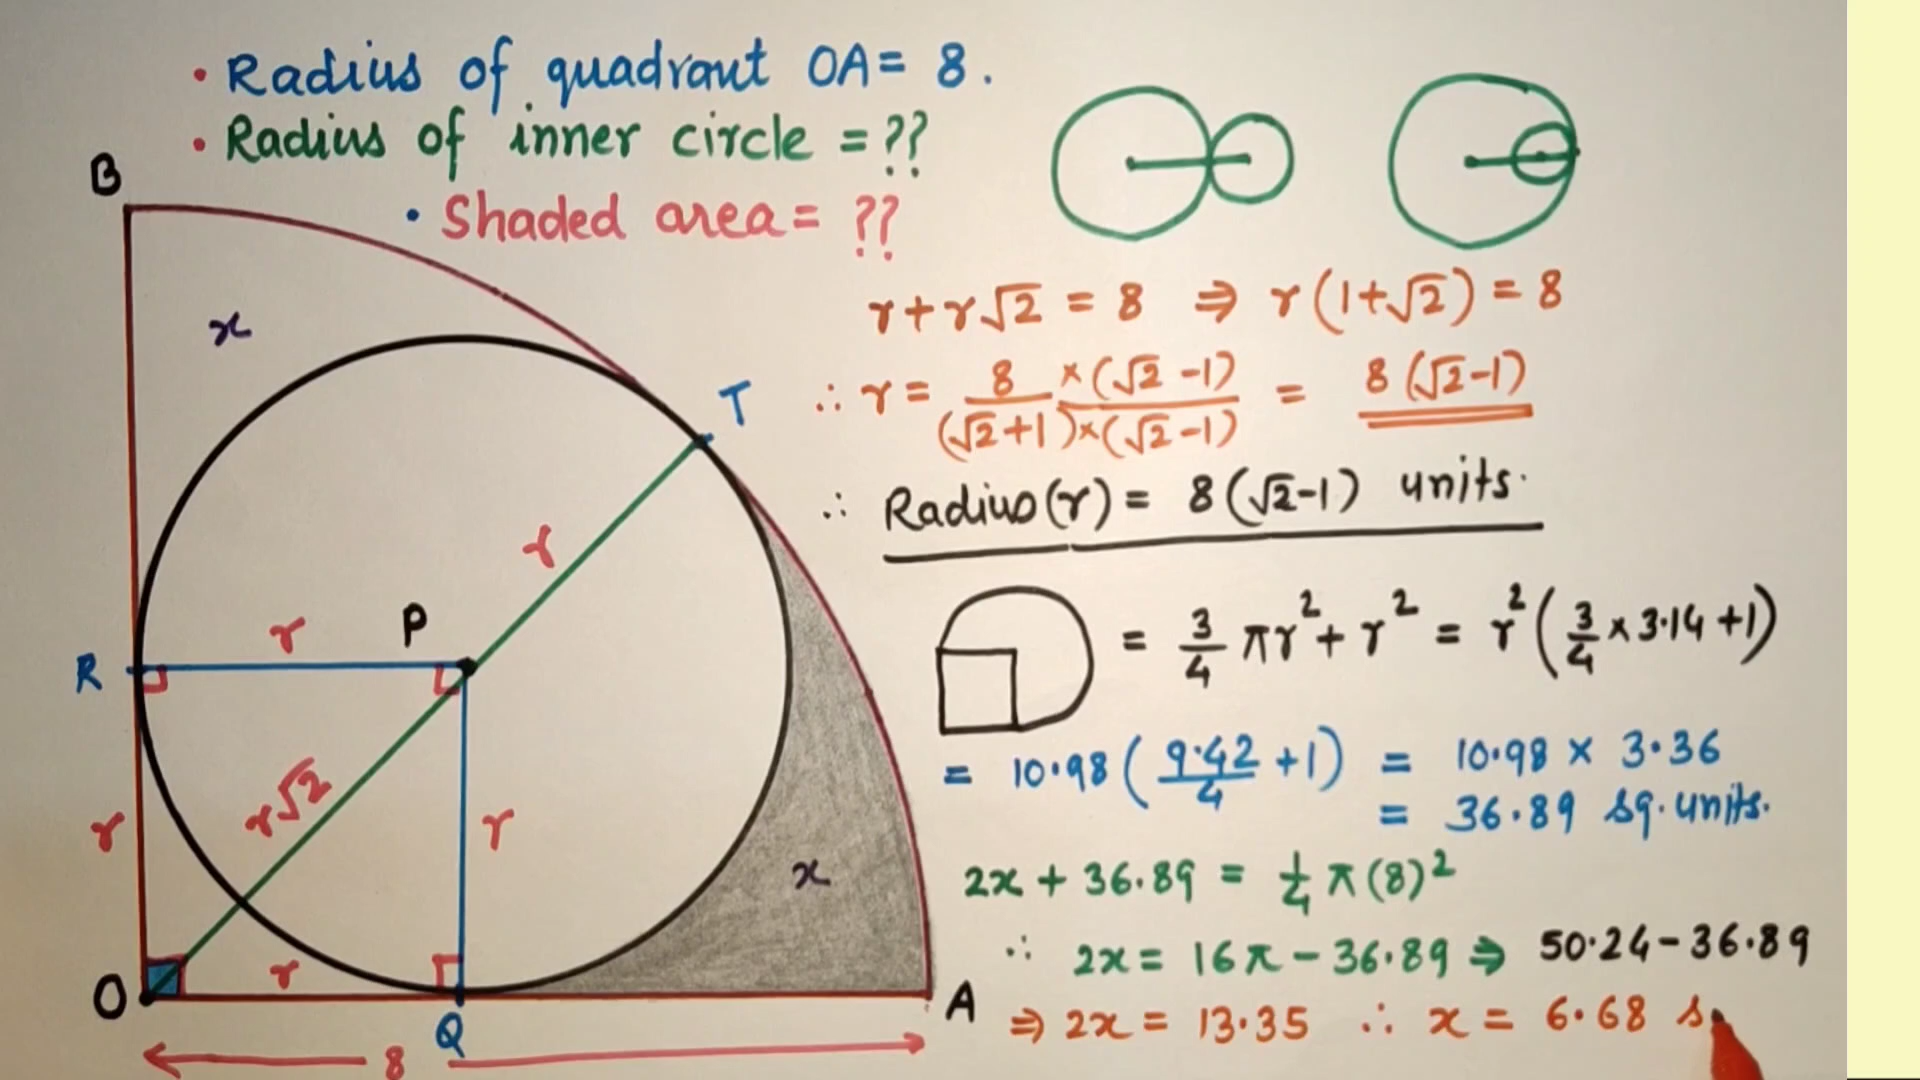 • Radius of quadrant OA = 8.
• Radius of inner circle = ??
• Shaded area = ??
B
x
T
r
r
P
R
r√2
r
r
x
O
r
Q
A
8
r + r√2 = 8 ⇒ r(1+√2) = 8
∴ r = 8/(√2+1) × (√2-1)/×(√2-1) = 8(√2-1)
∴ Radius(r) = 8(√2-1) units.
= 3/4 πr² + r² = r²(3/4 × 3.14 + 1)
= 10.98(9.42/4 + 1) = 10.98 × 3.36
= 36.89 sq. units.
2x + 36.89 = 1/4 π(8)²
∴ 2x = 16π - 36.89 ⇒ 50.24 - 36.89
⇒ 2x = 13.35 ∴ x = 6.68 s